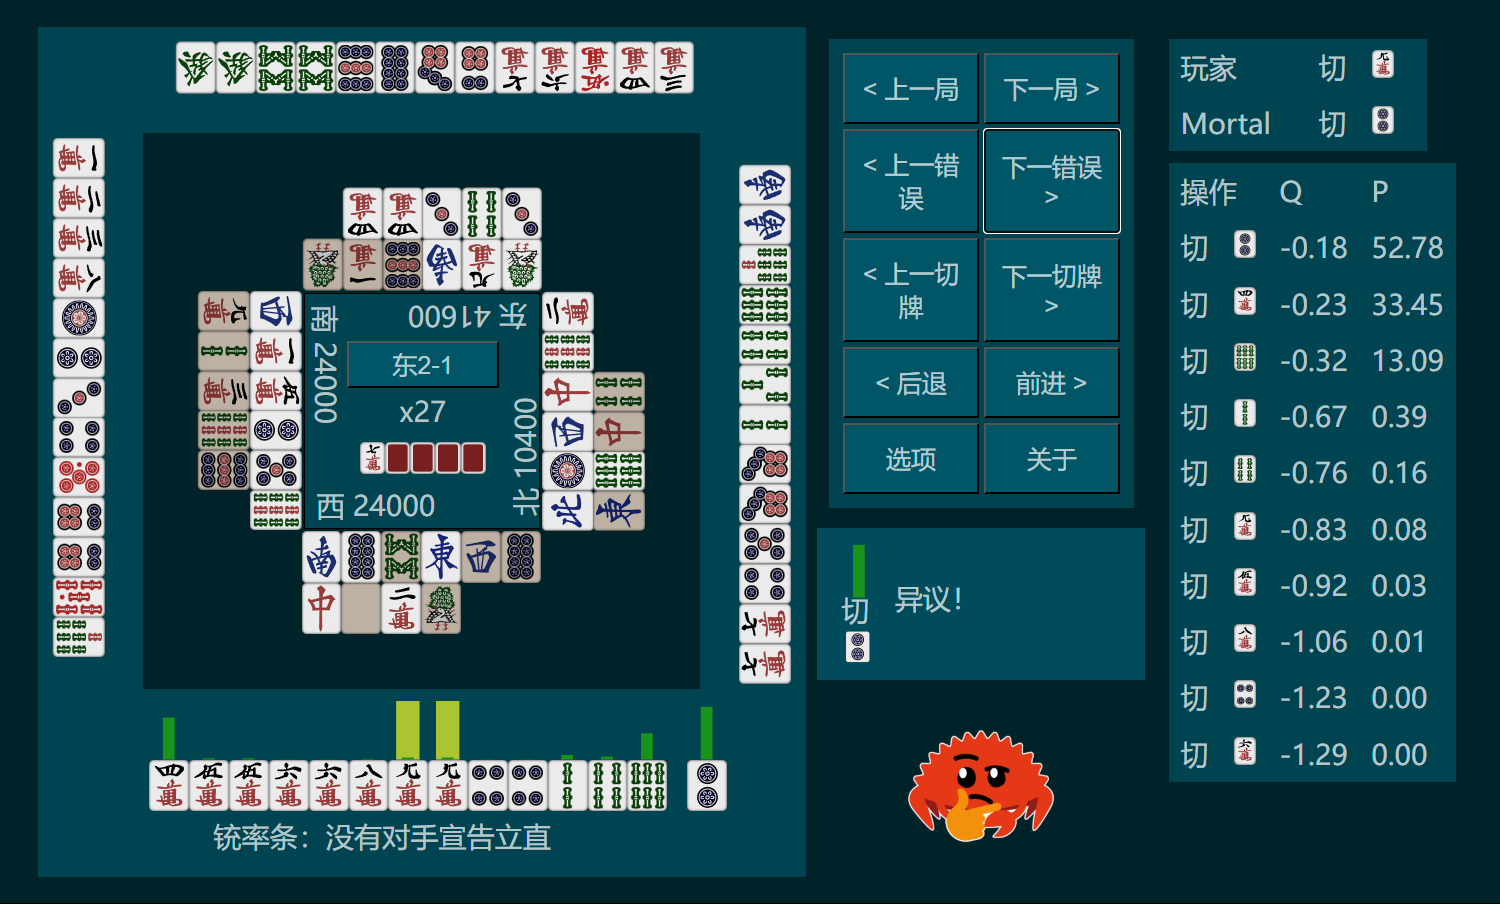 < 上一局
下一局 >
< 上一错误
下一错误 >
< 上一切牌
下一切牌 >
< 后退
前进 >
选项
关于
玩家 切
Mortal 切
操作 Q P
切 -0.18 52.78
切 -0.23 33.45
切 -0.32 13.09
切 -0.67 0.39
切 -0.76 0.16
切 -0.83 0.08
切 -0.92 0.03
切 -1.06 0.01
切 -1.23 0.00
切 -1.29 0.00
东 41600
南 24000
东2-1
x27
北 10400
西 24000
切
异议!
铳率条：没有对手宣告立直